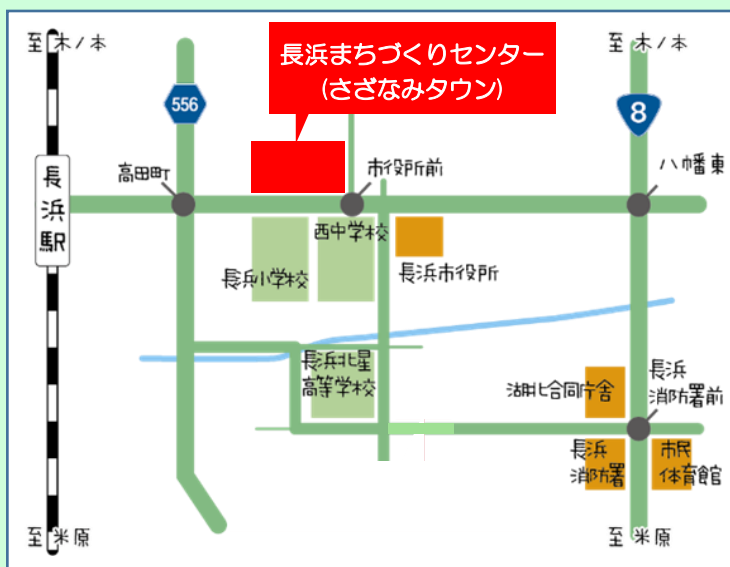 至 木ノ本
長浜まちづくりセンター
(さざなみタウン)
至 木ノ本
556
8
高田町
市役所前
八幡東
長浜駅
西中学校
長浜小学校
長浜市役所
長浜北星
高等学校
湖北合同庁舎
長浜
消防署前
長浜
消防署
市民
体育館
至 米原
至 米原